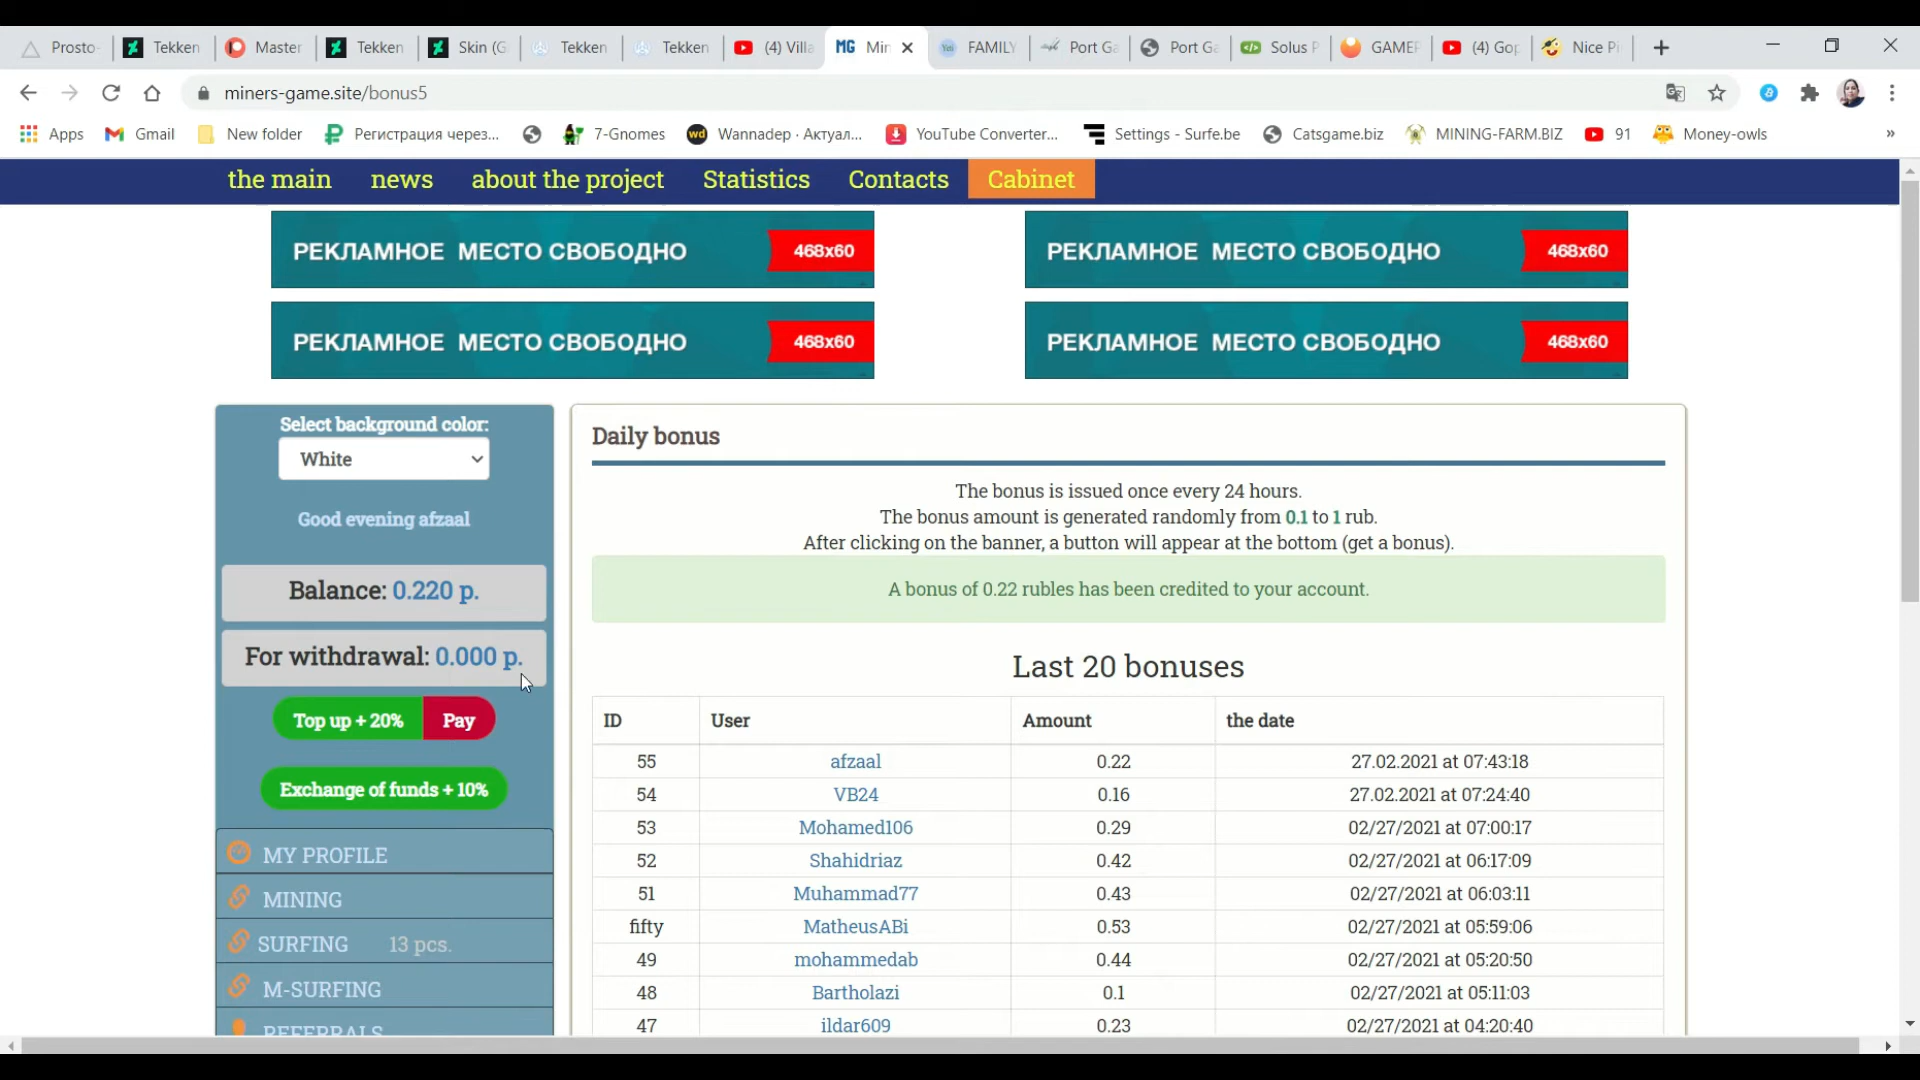 Prosto-
Tekken
Master
Tekken
Skin (G
Tekken
Tekken
(4) Villa
MG Min
FAMILY
Port Ga
Port Ga
Solus P
GAMEF
(4) Gop
Nice Pi
miners-game.site/bonus5
Apps
Gmail
New folder
Регистрация через...
7-Gnomes
wd Wannadep · Актуал...
YouTube Converter...
Settings - Surfe.be
Catsgame.biz
MINING-FARM.BIZ
91
Money-owls
»
the main
news
about the project
Statistics
Contacts
Cabinet
РЕКЛАМНОЕ МЕСТО СВОБОДНО 468x60
РЕКЛАМНОЕ МЕСТО СВОБОДНО 468x60
РЕКЛАМНОЕ МЕСТО СВОБОДНО 468x60
РЕКЛАМНОЕ МЕСТО СВОБОДНО 468x60
Select background color:
White
Good evening afzaal
Balance: 0.220 р.
For withdrawal: 0.000 р.
Top up + 20% Pay
Exchange of funds + 10%
MY PROFILE
MINING
SURFING 13 pcs.
M-SURFING
REFERRALS
Daily bonus
The bonus is issued once every 24 hours.
The bonus amount is generated randomly from 0.1 to 1 rub.
After clicking on the banner, a button will appear at the bottom (get a bonus).
A bonus of 0.22 rubles has been credited to your account.
Last 20 bonuses
ID User Amount the date
55 afzaal 0.22 27.02.2021 at 07:43:18
54 VB24 0.16 27.02.2021 at 07:24:40
53 Mohamed106 0.29 02/27/2021 at 07:00:17
52 Shahidriaz 0.42 02/27/2021 at 06:17:09
51 Muhammad77 0.43 02/27/2021 at 06:03:11
fifty MatheusABi 0.53 02/27/2021 at 05:59:06
49 mohammedab 0.44 02/27/2021 at 05:20:50
48 Bartholazi 0.1 02/27/2021 at 05:11:03
47 ildar609 0.23 02/27/2021 at 04:20:40